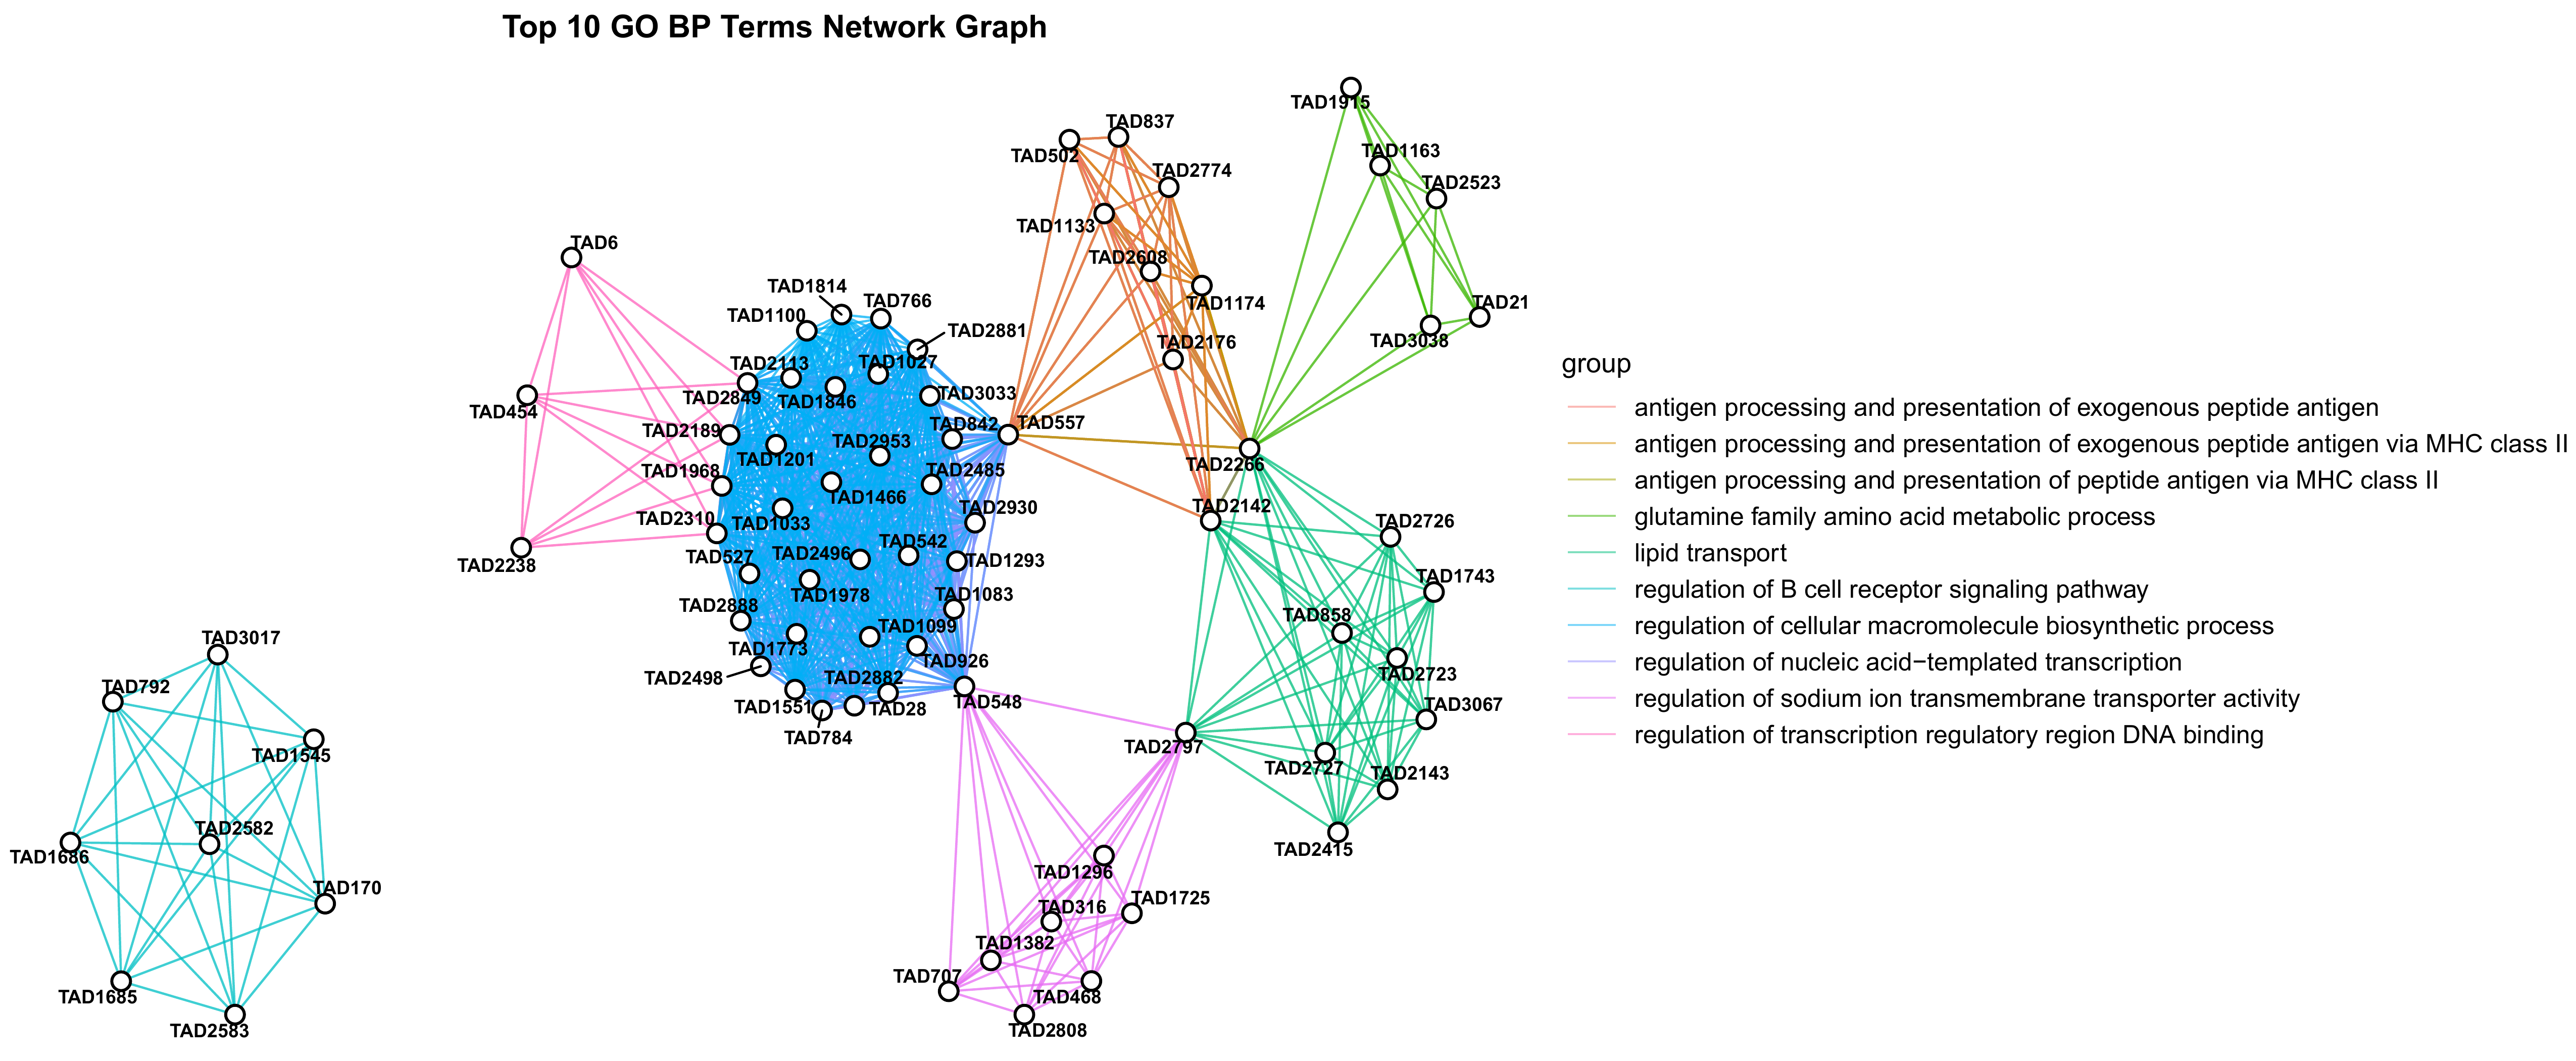 Top 10 GO BP Terms Network Graph
TAD1915
TAD837
TAD502
TAD1163
TAD2774
TAD2523
TAD1133
TAD6
TAD2608
TAD1814
TAD766
TAD1174
TAD21
TAD1100
TAD2881
TAD3038
TAD2176
TAD2113
TAD1027
TAD2849
TAD1846
TAD3033
TAD454
TAD842
TAD557
TAD2189
TAD2953
TAD1201
TAD2266
TAD1968
TAD2485
TAD1466
TAD2930
TAD2142
TAD2310
TAD1033
TAD2726
TAD527
TAD2496
TAD542
TAD1293
TAD2238
TAD1743
TAD1978
TAD1083
TAD2888
TAD858
TAD1099
TAD3017
TAD1773
TAD926
TAD2498
TAD2882
TAD2723
TAD792
TAD1551
TAD28
TAD548
TAD3067
TAD784
TAD2797
TAD1545
TAD2727
TAD2143
TAD2582
TAD1686
TAD2415
TAD1296
TAD170
TAD1725
TAD316
TAD1382
TAD707
TAD1685
TAD468
TAD2583
TAD2808
group
antigen processing and presentation of exogenous peptide antigen
antigen processing and presentation of exogenous peptide antigen via MHC class II
antigen processing and presentation of peptide antigen via MHC class II
glutamine family amino acid metabolic process
lipid transport
regulation of B cell receptor signaling pathway
regulation of cellular macromolecule biosynthetic process
regulation of nucleic acid−templated transcription
regulation of sodium ion transmembrane transporter activity
regulation of transcription regulatory region DNA binding